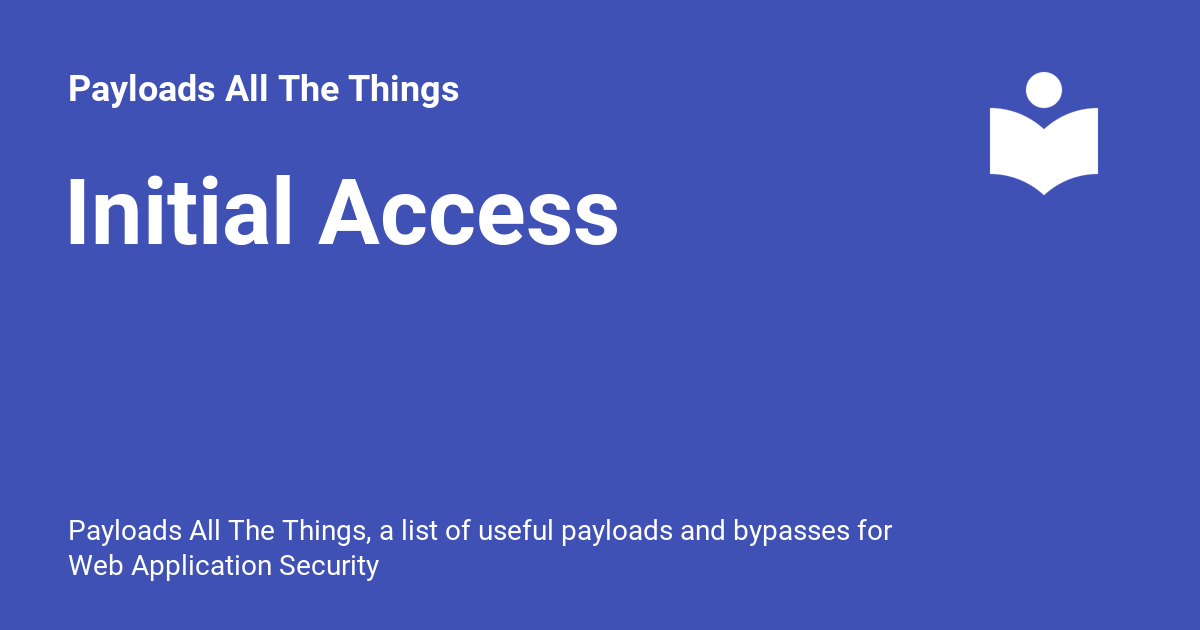 Payloads All The Things
Initial Access
Payloads All The Things, a list of useful payloads and bypasses for
Web Application Security